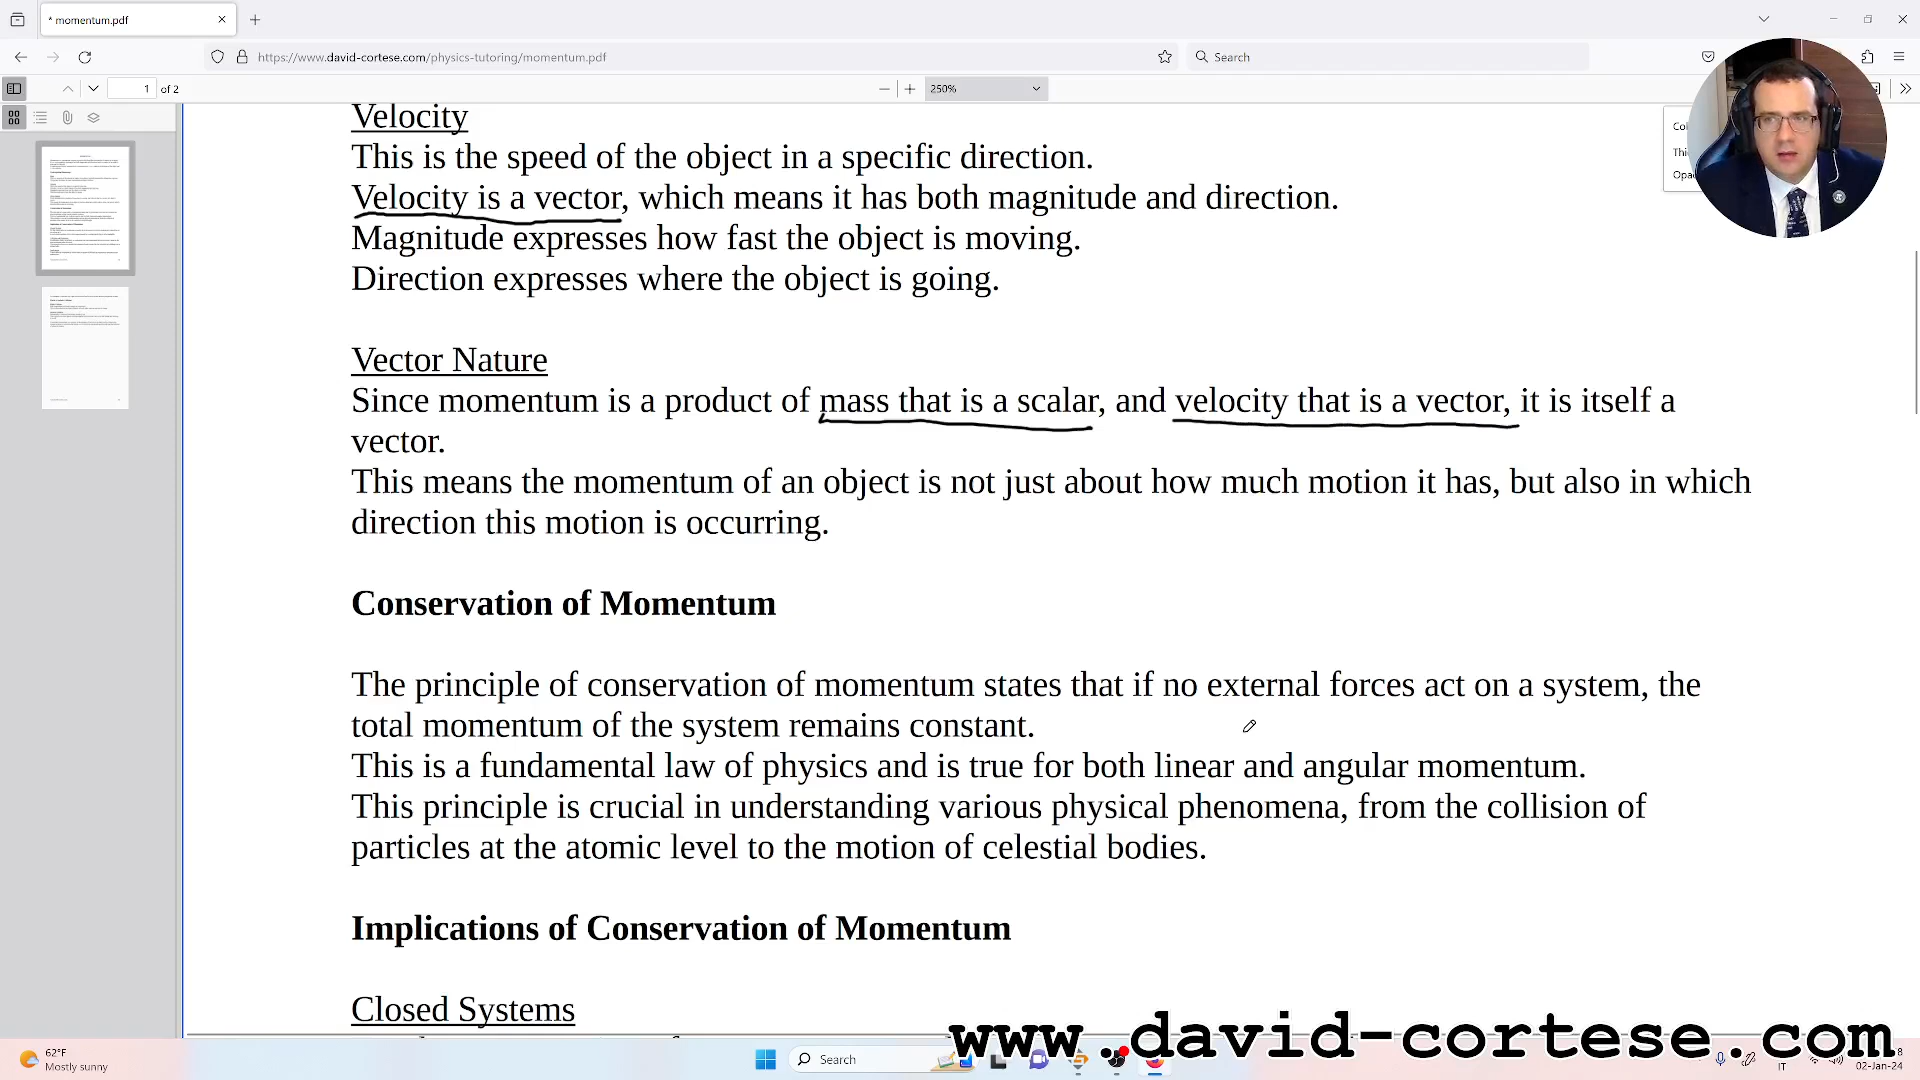 * momentum.pdf
https://www.david-cortese.com/physics-tutoring/momentum.pdf
Search
1 of 2
250%
Velocity
This is the speed of the object in a specific direction.
Velocity is a vector, which means it has both magnitude and direction.
Magnitude expresses how fast the object is moving.
Direction expresses where the object is going.
Vector Nature
Since momentum is a product of mass that is a scalar, and velocity that is a vector, it is itself a
vector.
This means the momentum of an object is not just about how much motion it has, but also in which
direction this motion is occurring.
Conservation of Momentum
The principle of conservation of momentum states that if no external forces act on a system, the
total momentum of the system remains constant.
This is a fundamental law of physics and is true for both linear and angular momentum.
This principle is crucial in understanding various physical phenomena, from the collision of
particles at the atomic level to the motion of celestial bodies.
Implications of Conservation of Momentum
Closed Systems
www.david-cortese.com
62°F
Mostly sunny
Search
IT
02-Jan-24